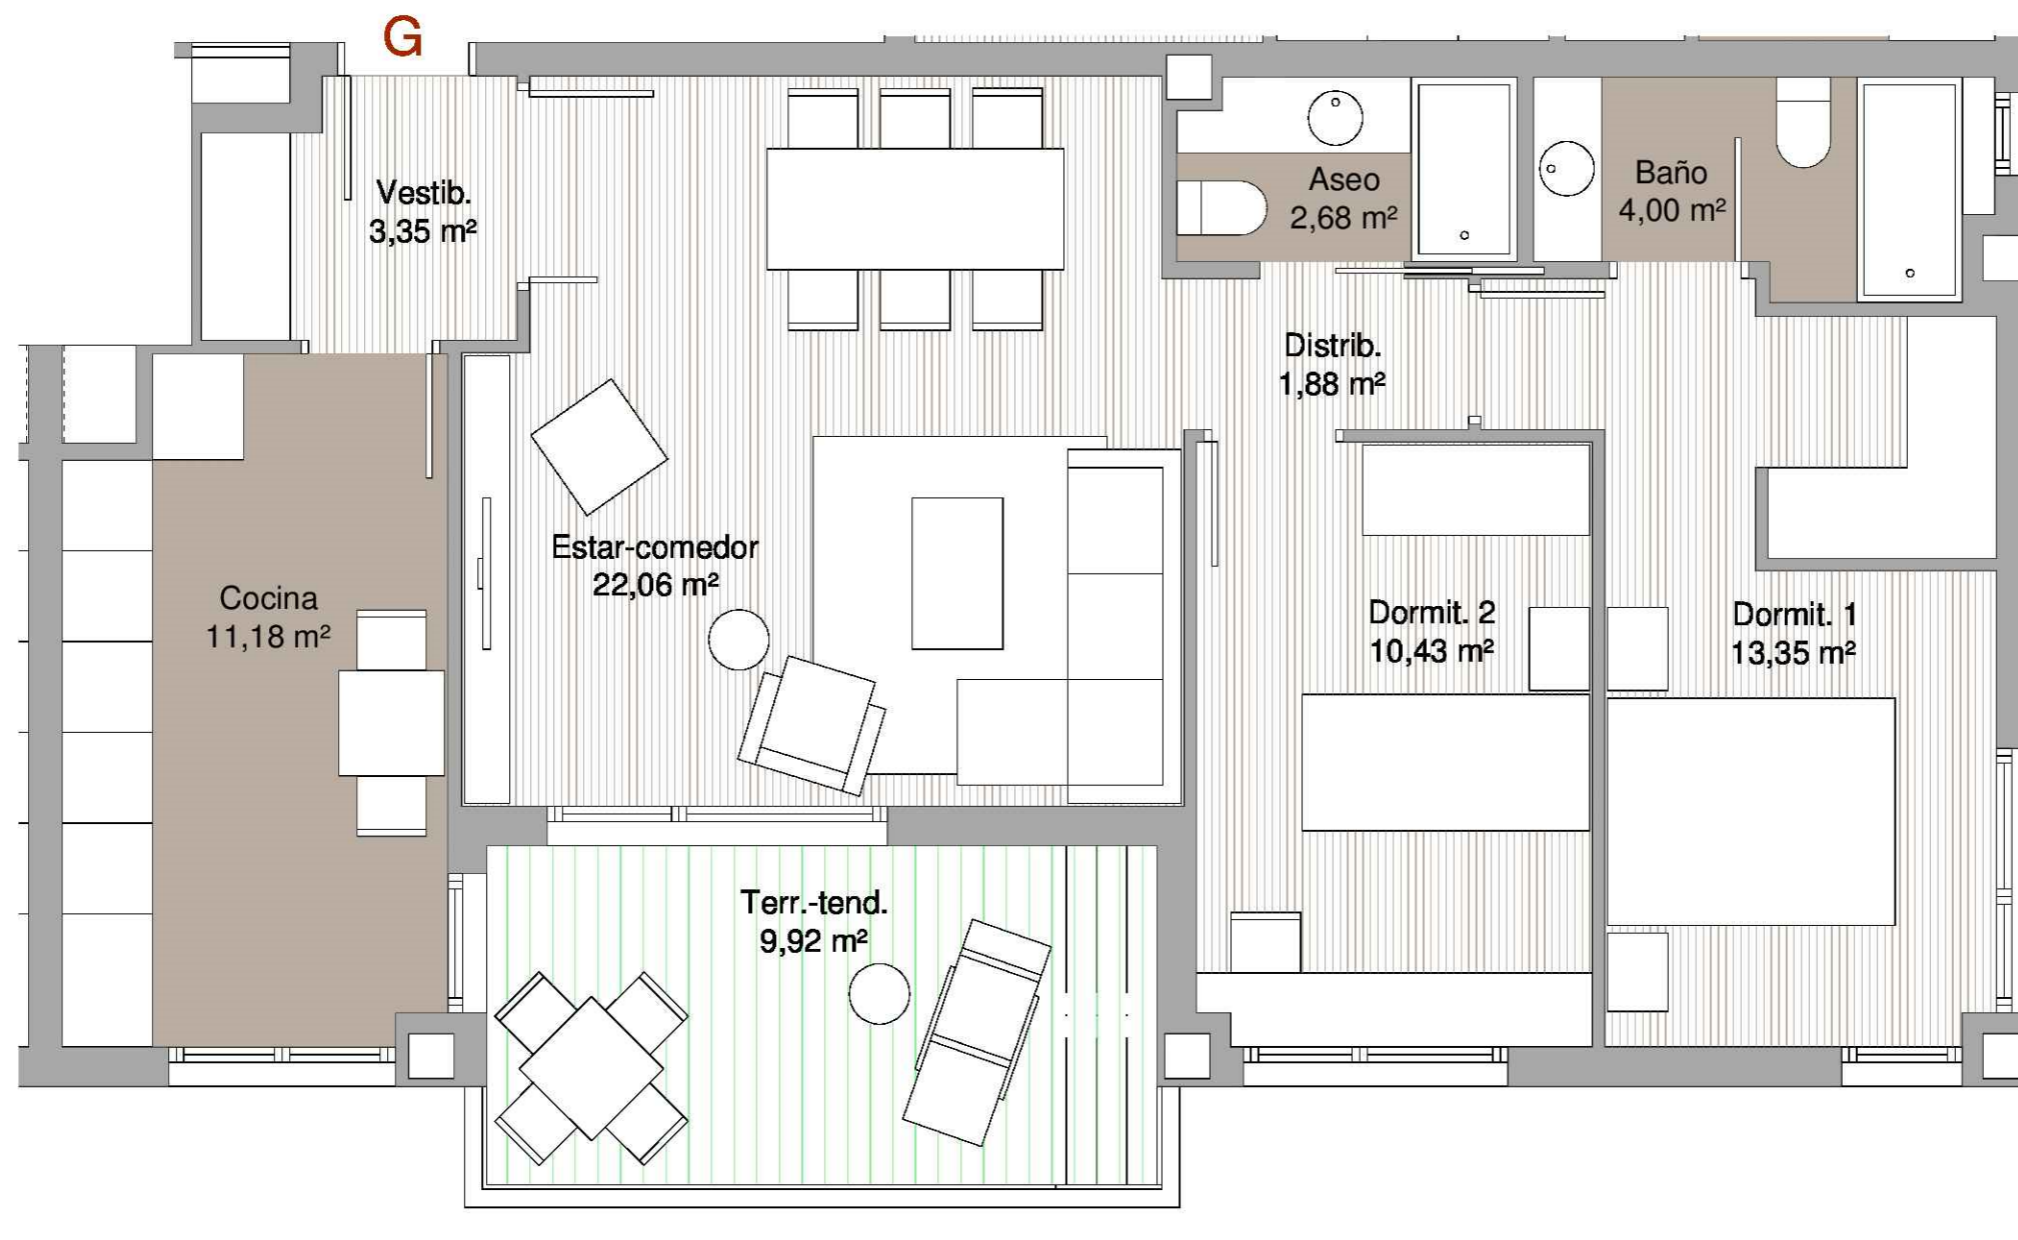 G
Vestib.
3,35 m²
Aseo
2,68 m²
Baño
4,00 m²
Distrib.
1,88 m²
Estar-comedor
22,06 m²
Cocina
11,18 m²
Dormit. 2
10,43 m²
Dormit. 1
13,35 m²
Terr.-tend.
9,92 m²